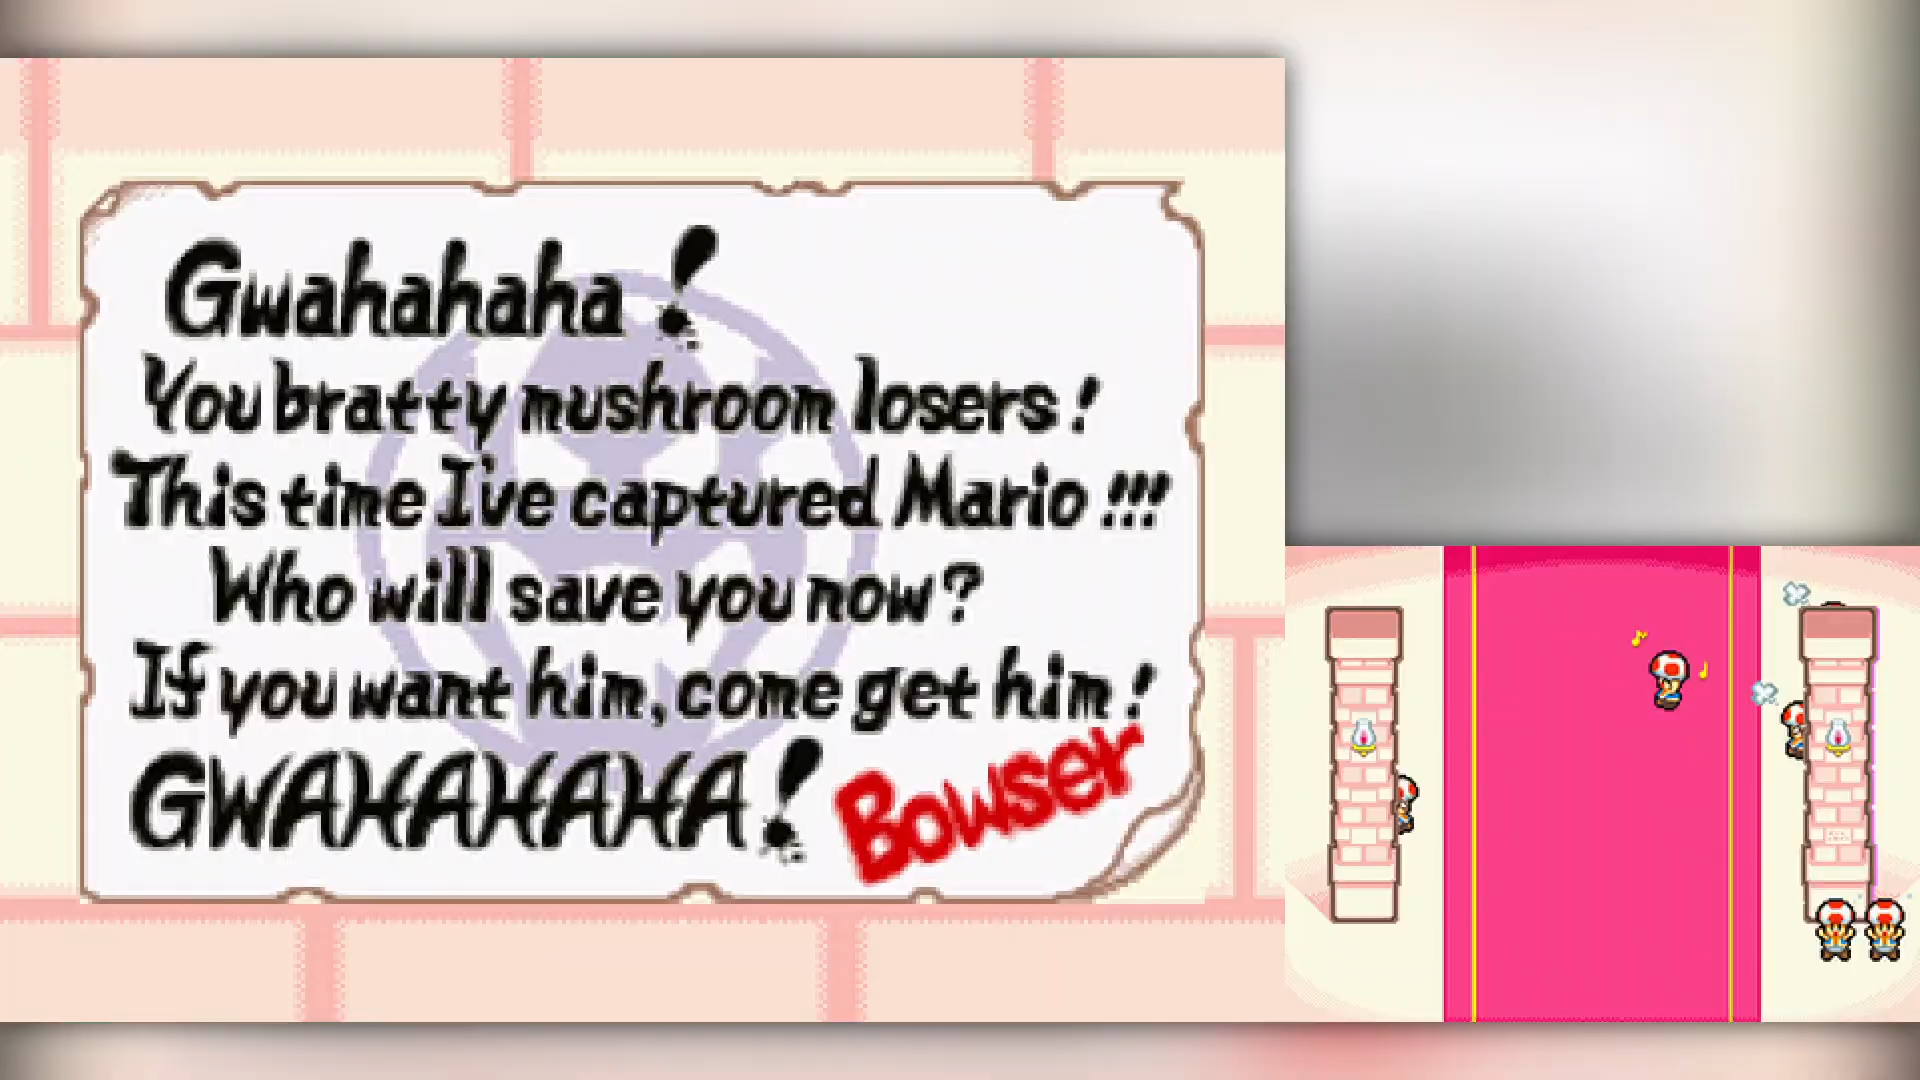 Gwahahaha!
You bratty mushroom losers!
This time I've captured Mario!!!
Who will save you now?
If you want him, come get him!
GWAHAHAHA!
Bowser